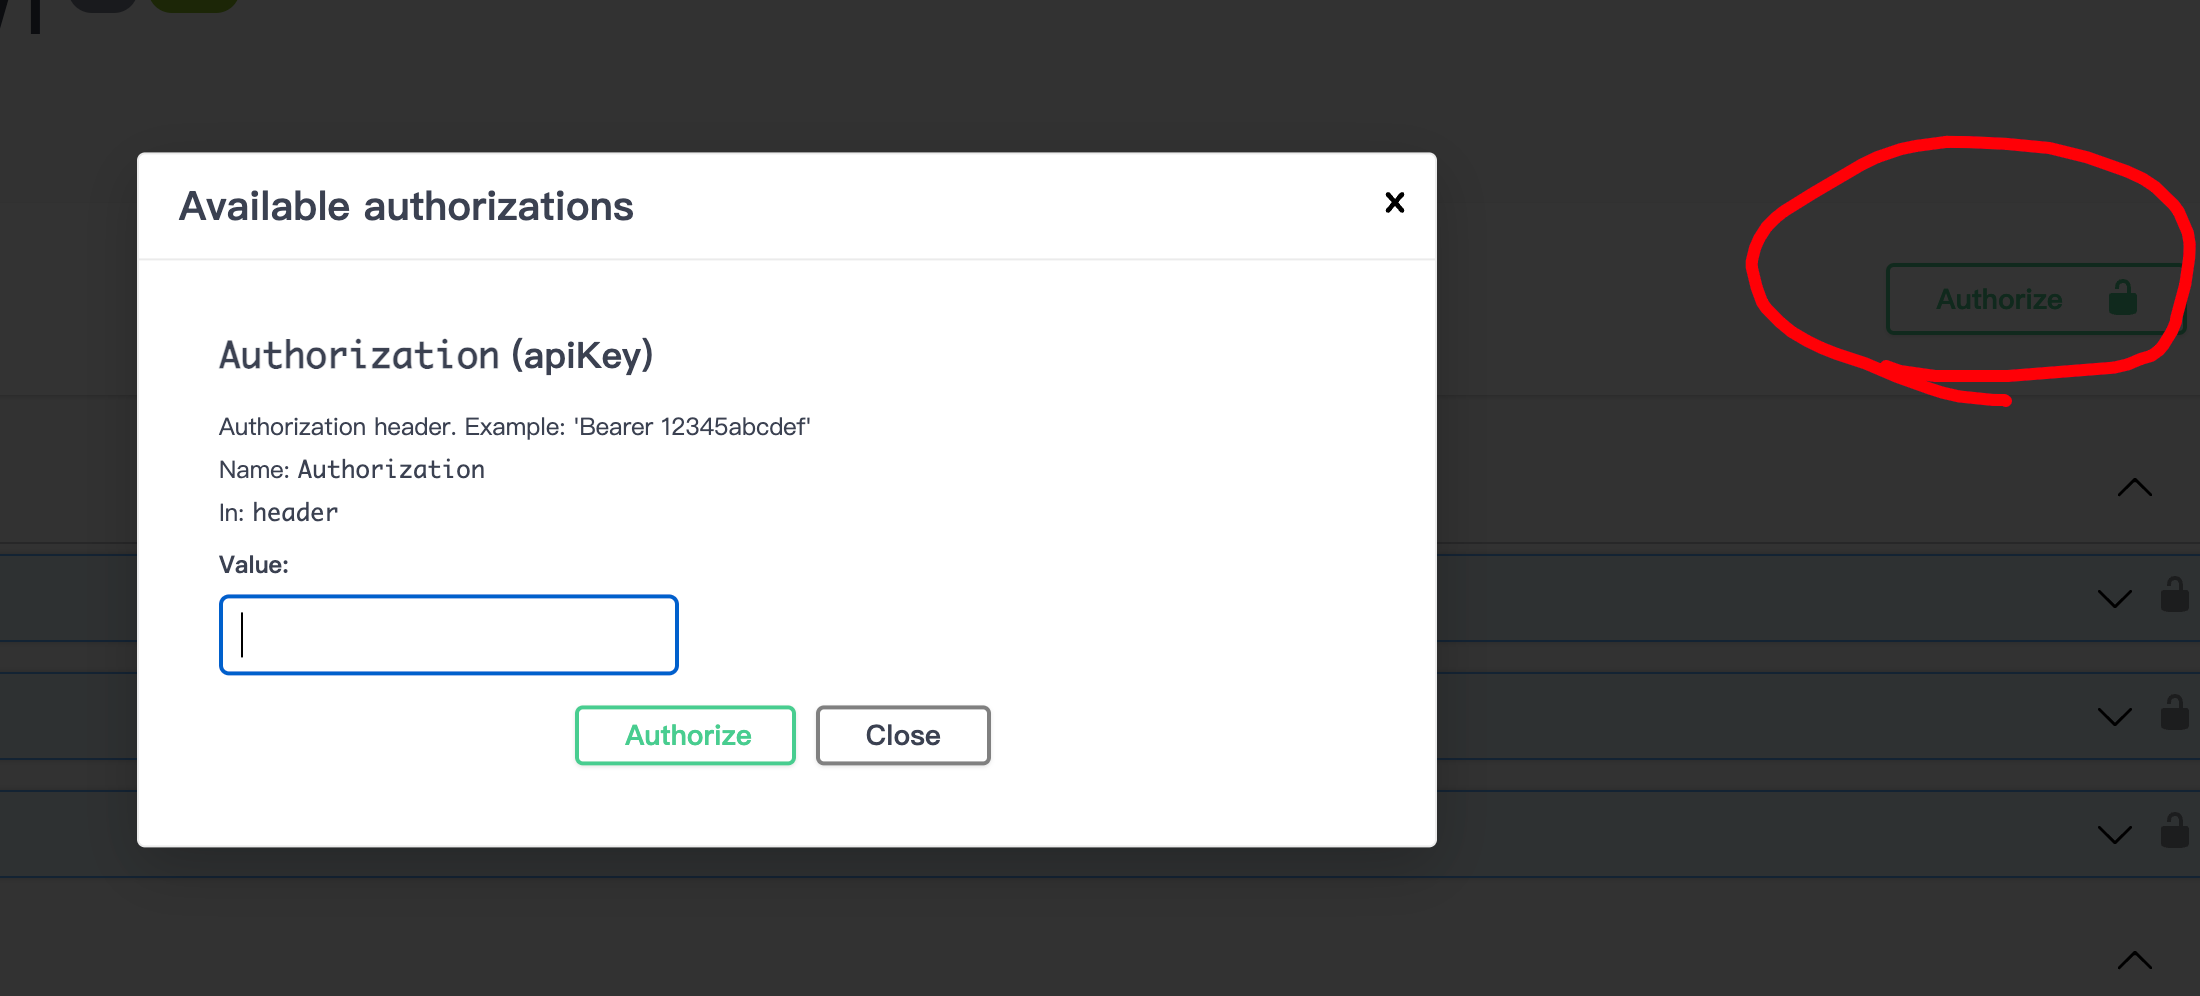 Available authorizations
Authorize
Authorization (apiKey)
Authorization header. Example: 'Bearer 12345abcdef'
Name: Authorization
In: header
Value:
Authorize Close